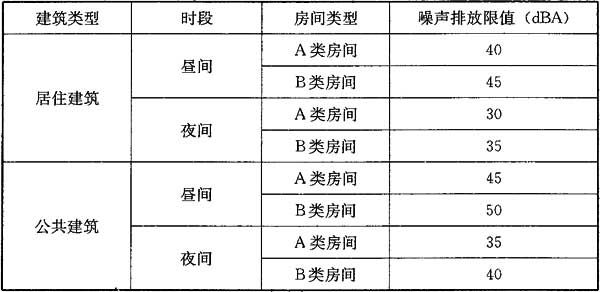 建筑类型 时段 房间类型 噪声排放限值（dBA）
居住建筑 昼间 A类房间 40
B类房间 45
夜间 A类房间 30
B类房间 35
公共建筑 昼间 A类房间 45
B类房间 50
夜间 A类房间 35
B类房间 40